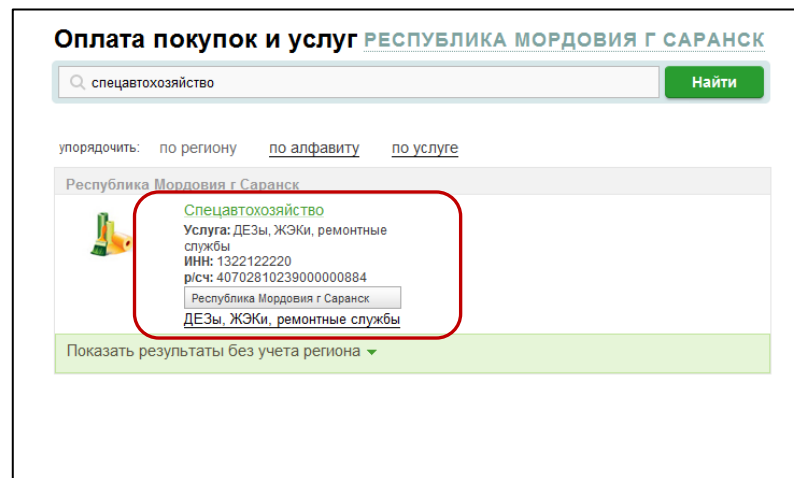 Оплата покупок и услуг РЕСПУБЛИКА МОРДОВИЯ Г САРАНСК
спецавтохозяйство
Найти
упорядочить: по региону по алфавиту по услуге
Республика Мордовия г Саранск
Спецавтохозяйство
Услуга: ДЕЗы, ЖЭКи, ремонтные
службы
ИНН: 1322122220
р/сч: 40702810239000000884
Республика Мордовия г Саранск
ДЕЗы, ЖЭКи, ремонтные службы
Показать результаты без учета региона